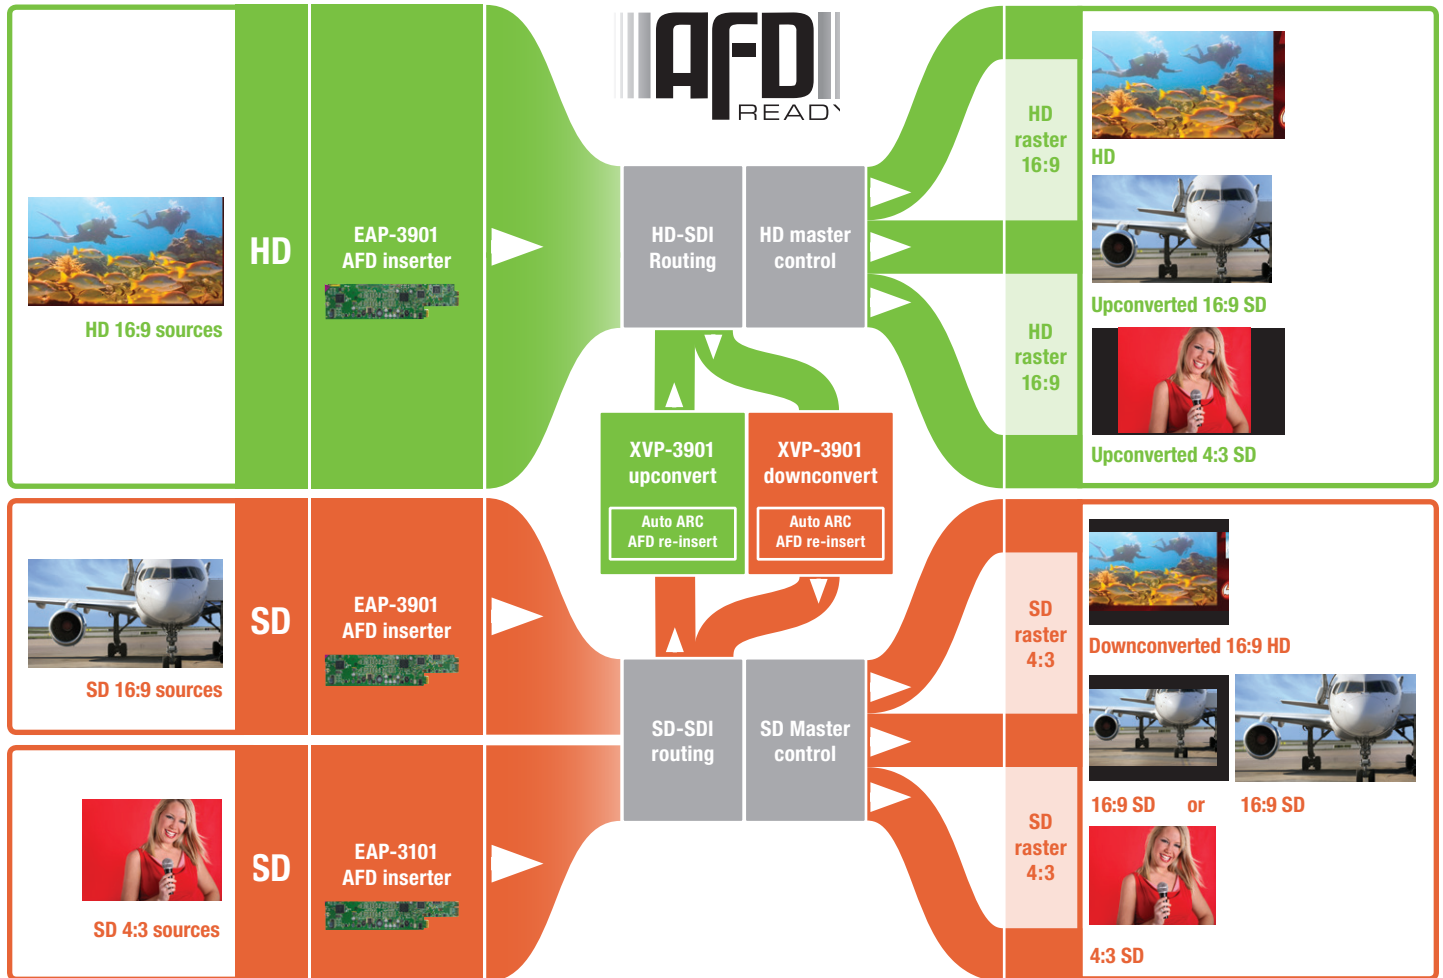 AFD
READY
HD 16:9 sources
HD
EAP-3901
AFD inserter
HD-SDI
Routing
HD master
control
HD
raster
16:9
HD
raster
16:9
HD
Upconverted 16:9 SD
Upconverted 4:3 SD
XVP-3901
upconvert
Auto ARC
AFD re-insert
XVP-3901
downconvert
Auto ARC
AFD re-insert
SD 16:9 sources
SD
EAP-3901
AFD inserter
SD 4:3 sources
SD
EAP-3101
AFD inserter
SD-SDI
routing
SD Master
control
SD
raster
4:3
SD
raster
4:3
Downconverted 16:9 HD
16:9 SD or 16:9 SD
4:3 SD